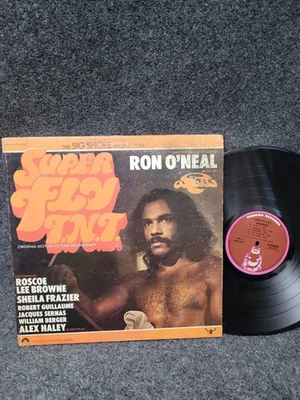 THE SIG SHORE PRODUCTION
RON O'NEAL
SUPER
FLY
T.N.T.
ORIGINAL MOTION PICTURE SOUNDTRACK
ROSCOE
LEE BROWNE
SHEILA FRAZIER
ROBERT GUILLAUME
JACQUES SERNAS
WILLIAM BERGER
ALEX HALEY